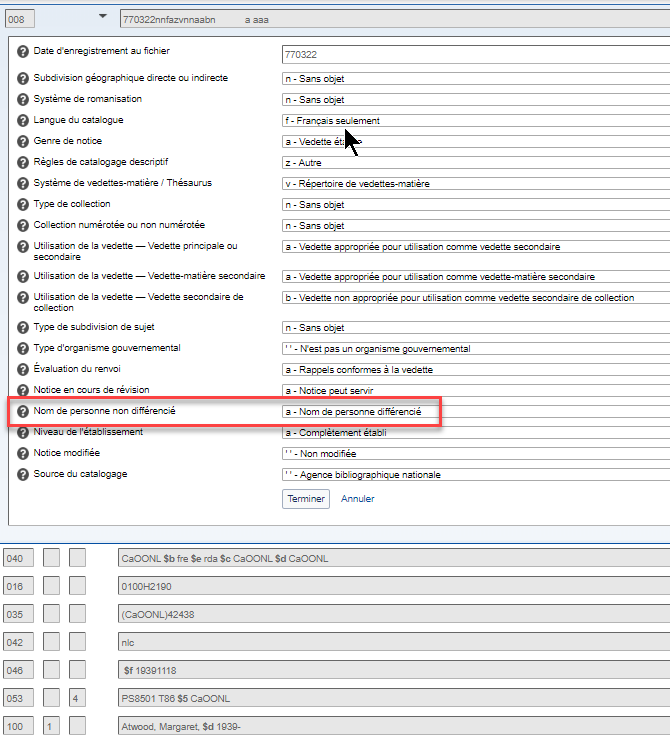 008 770322nnfazvnnaabn a aaa
Date d'enregistrement au fichier 770322
Subdivision géographique directe ou indirecte n - Sans objet
Système de romanisation n - Sans objet
Langue du catalogue f - Français seulement
Genre de notice a - Vedette
Règles de catalogage descriptif z - Autre
Système de vedettes-matière / Thésaurus v - Répertoire de vedettes-matière
Type de collection n - Sans objet
Collection numérotée ou non numérotée n - Sans objet
Utilisation de la vedette — Vedette principale ou a - Vedette appropriée pour utilisation comme vedette secondaire
secondaire
Utilisation de la vedette — Vedette-matière secondaire a - Vedette appropriée pour utilisation comme vedette-matière secondaire
Utilisation de la vedette — Vedette secondaire de b - Vedette non appropriée pour utilisation comme vedette secondaire de collection
collection
Type de subdivision de sujet n - Sans objet
Type d'organisme gouvernemental ' ' - N'est pas un organisme gouvernemental
Évaluation du renvoi a - Rappels conformes à la vedette
Notice en cours de révision a - Notice peut servir
Nom de personne non différencié a - Nom de personne différencié
Niveau de l'établissement a - Complètement établi
Notice modifiée ' ' - Non modifiée
Source du catalogage ' ' - Agence bibliographique nationale
Terminer Annuler
040 CaOONL $b fre $e rda $c CaOONL $d CaOONL
016 0100H2190
035 (CaOONL)42438
042 nlc
046 $f 19391118
053 4 PS8501 T86 $5 CaOONL
100 1 Atwood, Margaret, $d 1939-